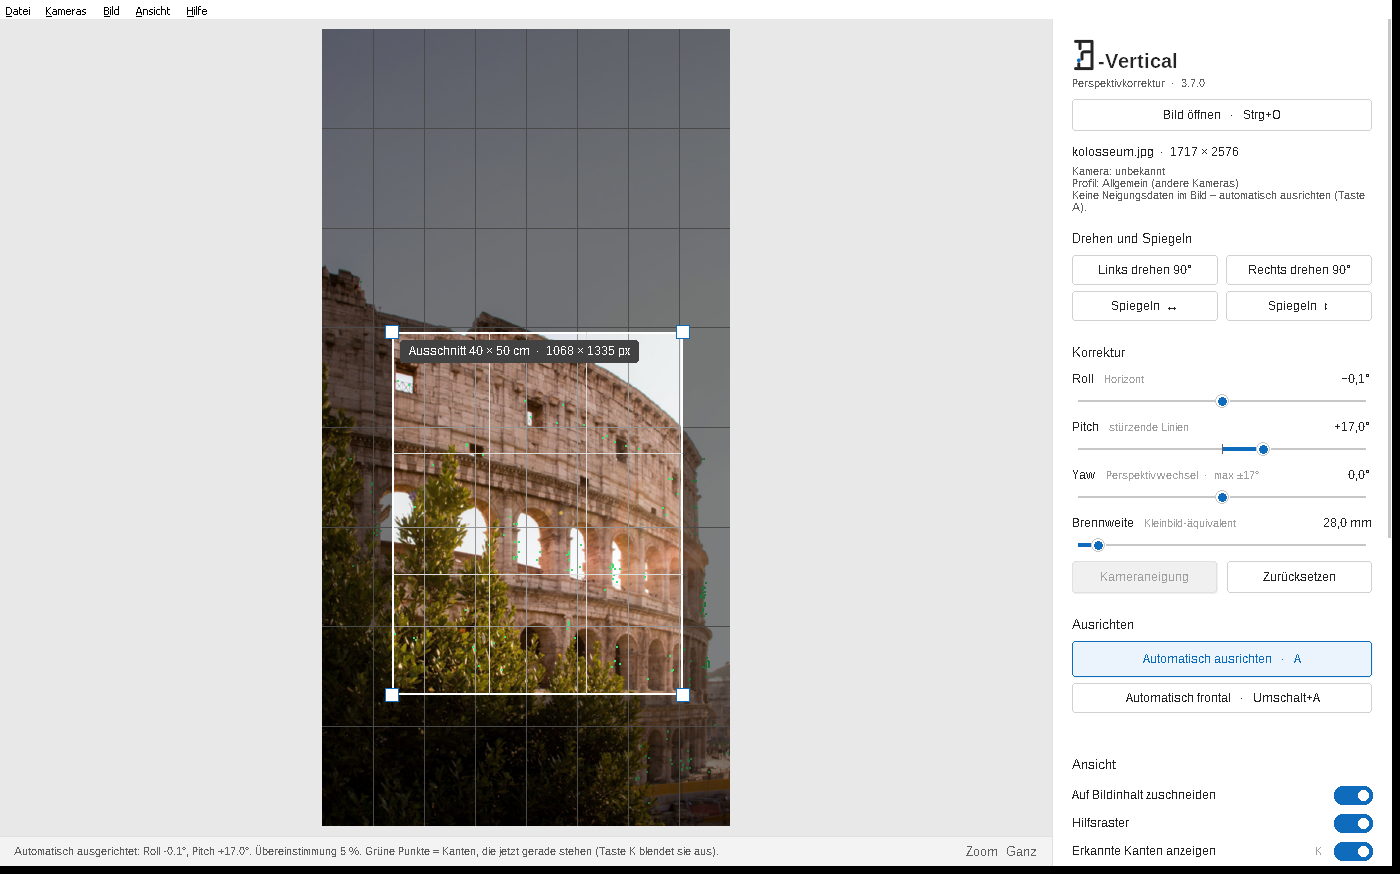 Datei Kameras Bild Ansicht Hilfe
-Vertical
Perspektivkorrektur · 3.7.0
Bild öffnen · Strg+O
kolosseum.jpg · 1717 × 2576
Kamera: unbekannt
Profil: Allgemein (andere Kameras)
Keine Neigungsdaten im Bild – automatisch ausrichten (Taste
A).
Drehen und Spiegeln
Links drehen 90° Rechts drehen 90°
Spiegeln ↔ Spiegeln ↕
Ausschnitt 40 × 50 cm · 1068 × 1335 px
Korrektur
Roll Horizont −0,1°
Pitch stürzende Linien +17,0°
Yaw Perspektivwechsel · max ±17° 0,0°
Brennweite Kleinbild-äquivalent 28,0 mm
Kameraneigung Zurücksetzen
Ausrichten
Automatisch ausrichten · A
Automatisch frontal · Umschalt+A
Ansicht
Auf Bildinhalt zuschneiden
Hilfsraster
Erkannte Kanten anzeigen K
Automatisch ausgerichtet: Roll -0.1°, Pitch +17.0°. Übereinstimmung 5 %. Grüne Punkte = Kanten, die jetzt gerade stehen (Taste K blendet sie aus).
Zoom Ganz